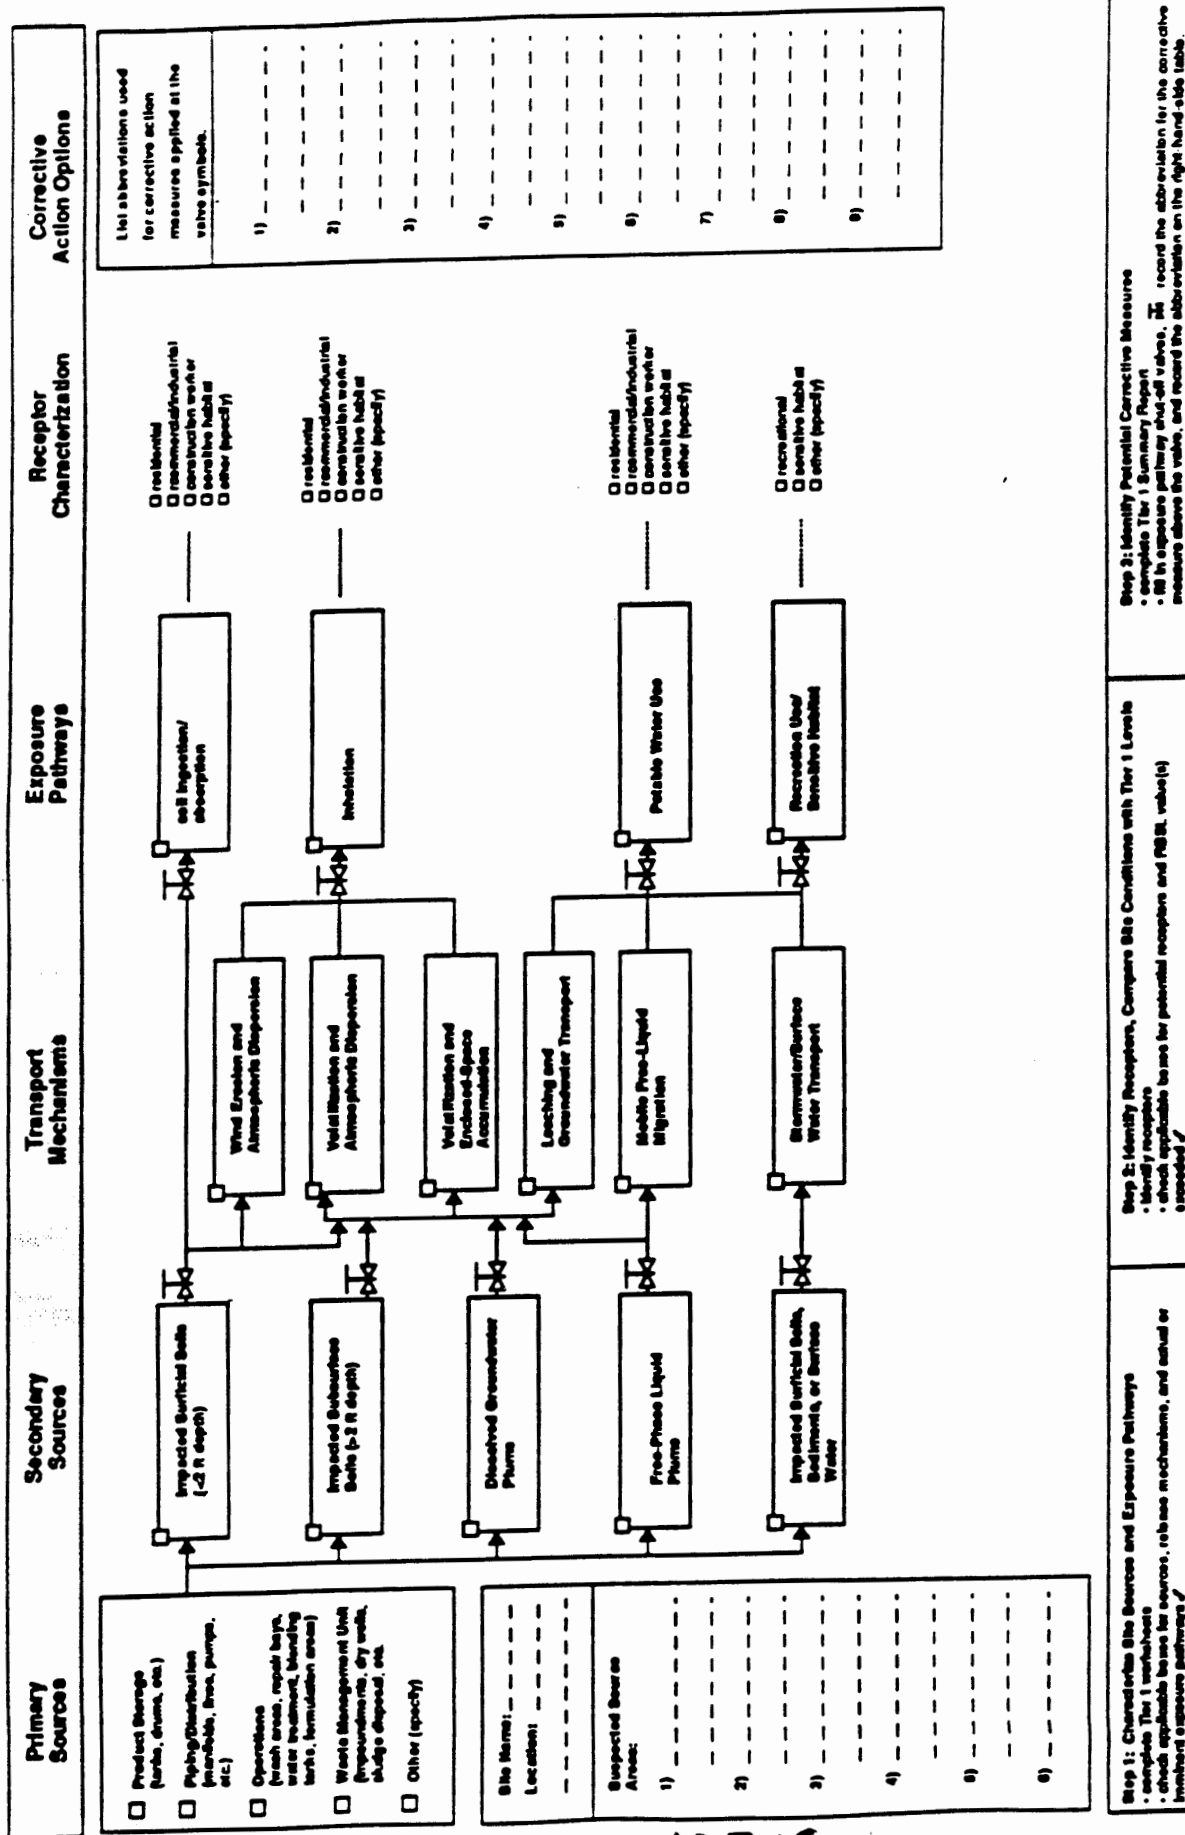 Primary
Sources
Secondary
Sources
Transport
Mechanisms
Exposure
Pathways
Receptor
Characterization
Corrective
Action Options
☐ Product Storage
(tanks, drums, etc.)
☐ Piping/Distribution
(manifolds, lines, pumps,
etc.)
☐ Operations
(wash areas, repair bays,
water treatment, blending
tanks, formulation areas)
☐ Waste Management Unit
(impoundments, dry wells,
sludge disposal, etc.
☐ Other (specify)
Site Name:
Location:
Suspected Source
Areas:
1)
2)
3)
4)
5)
6)
Impacted Surficial Soils
(<2 ft depth)
Impacted Subsurface
Soils (>2 ft depth)
Dissolved Groundwater
Plume
Free-Phase Liquid
Plume
Impacted Surficial Soils,
Sediments, or Surface
Water
Wind Erosion and
Atmospheric Dispersion
Volatilization and
Atmospheric Dispersion
Volatilization and
Enclosed-Space
Accumulation
Leaching and
Groundwater Transport
Mobile Free-Liquid
Migration
Stormwater/Surface
Water Transport
soil ingestion/
absorption
Inhalation
Potable Water Use
Recreation Use/
Sensitive Habitat
☐ residential
☐ commercial/industrial
☐ construction worker
☐ sensitive habitat
☐ other (specify)
☐ residential
☐ commercial/industrial
☐ construction worker
☐ sensitive habitat
☐ other (specify)
☐ residential
☐ commercial/industrial
☐ construction worker
☐ sensitive habitat
☐ other (specify)
☐ recreational
☐ sensitive habitat
☐ other (specify)
List abbreviations used
for corrective action
measures applied at the
valve symbols.
1)
2)
3)
4)
5)
6)
7)
8)
9)
Step 1: Characterize Site Sources and Exposure Pathways
• complete Tier 1 worksheets
• check applicable boxes for sources, release mechanisms, and actual or
imminent exposure pathways ✓
Step 2: Identify Receptors, Compare Site Conditions with Tier 1 Levels
• identify receptors
• check applicable boxes for potential receptors and RBSL value(s)
exceeded ✓
Step 3: Identify Potential Corrective Measures
• complete Tier 1 Summary Report
• fill in exposure pathway shut-off valves, record the abbreviation for the corrective
measure above the valve, and record the abbreviation on the right-hand-side table.